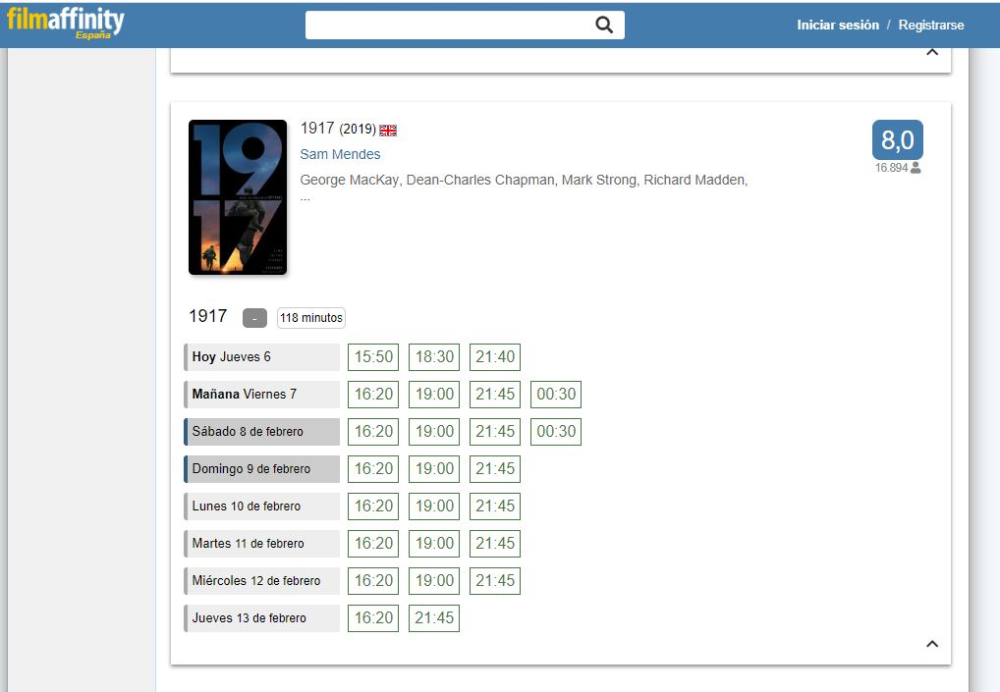 filmaffinity
España
Iniciar sesión / Registrarse
1917 (2019)
Sam Mendes
George MacKay, Dean-Charles Chapman, Mark Strong, Richard Madden,
...
8,0
16.894
19
17
1917 - 118 minutos
Hoy Jueves 6 15:50 18:30 21:40
Mañana Viernes 7 16:20 19:00 21:45 00:30
Sábado 8 de febrero 16:20 19:00 21:45 00:30
Domingo 9 de febrero 16:20 19:00 21:45
Lunes 10 de febrero 16:20 19:00 21:45
Martes 11 de febrero 16:20 19:00 21:45
Miércoles 12 de febrero 16:20 19:00 21:45
Jueves 13 de febrero 16:20 21:45